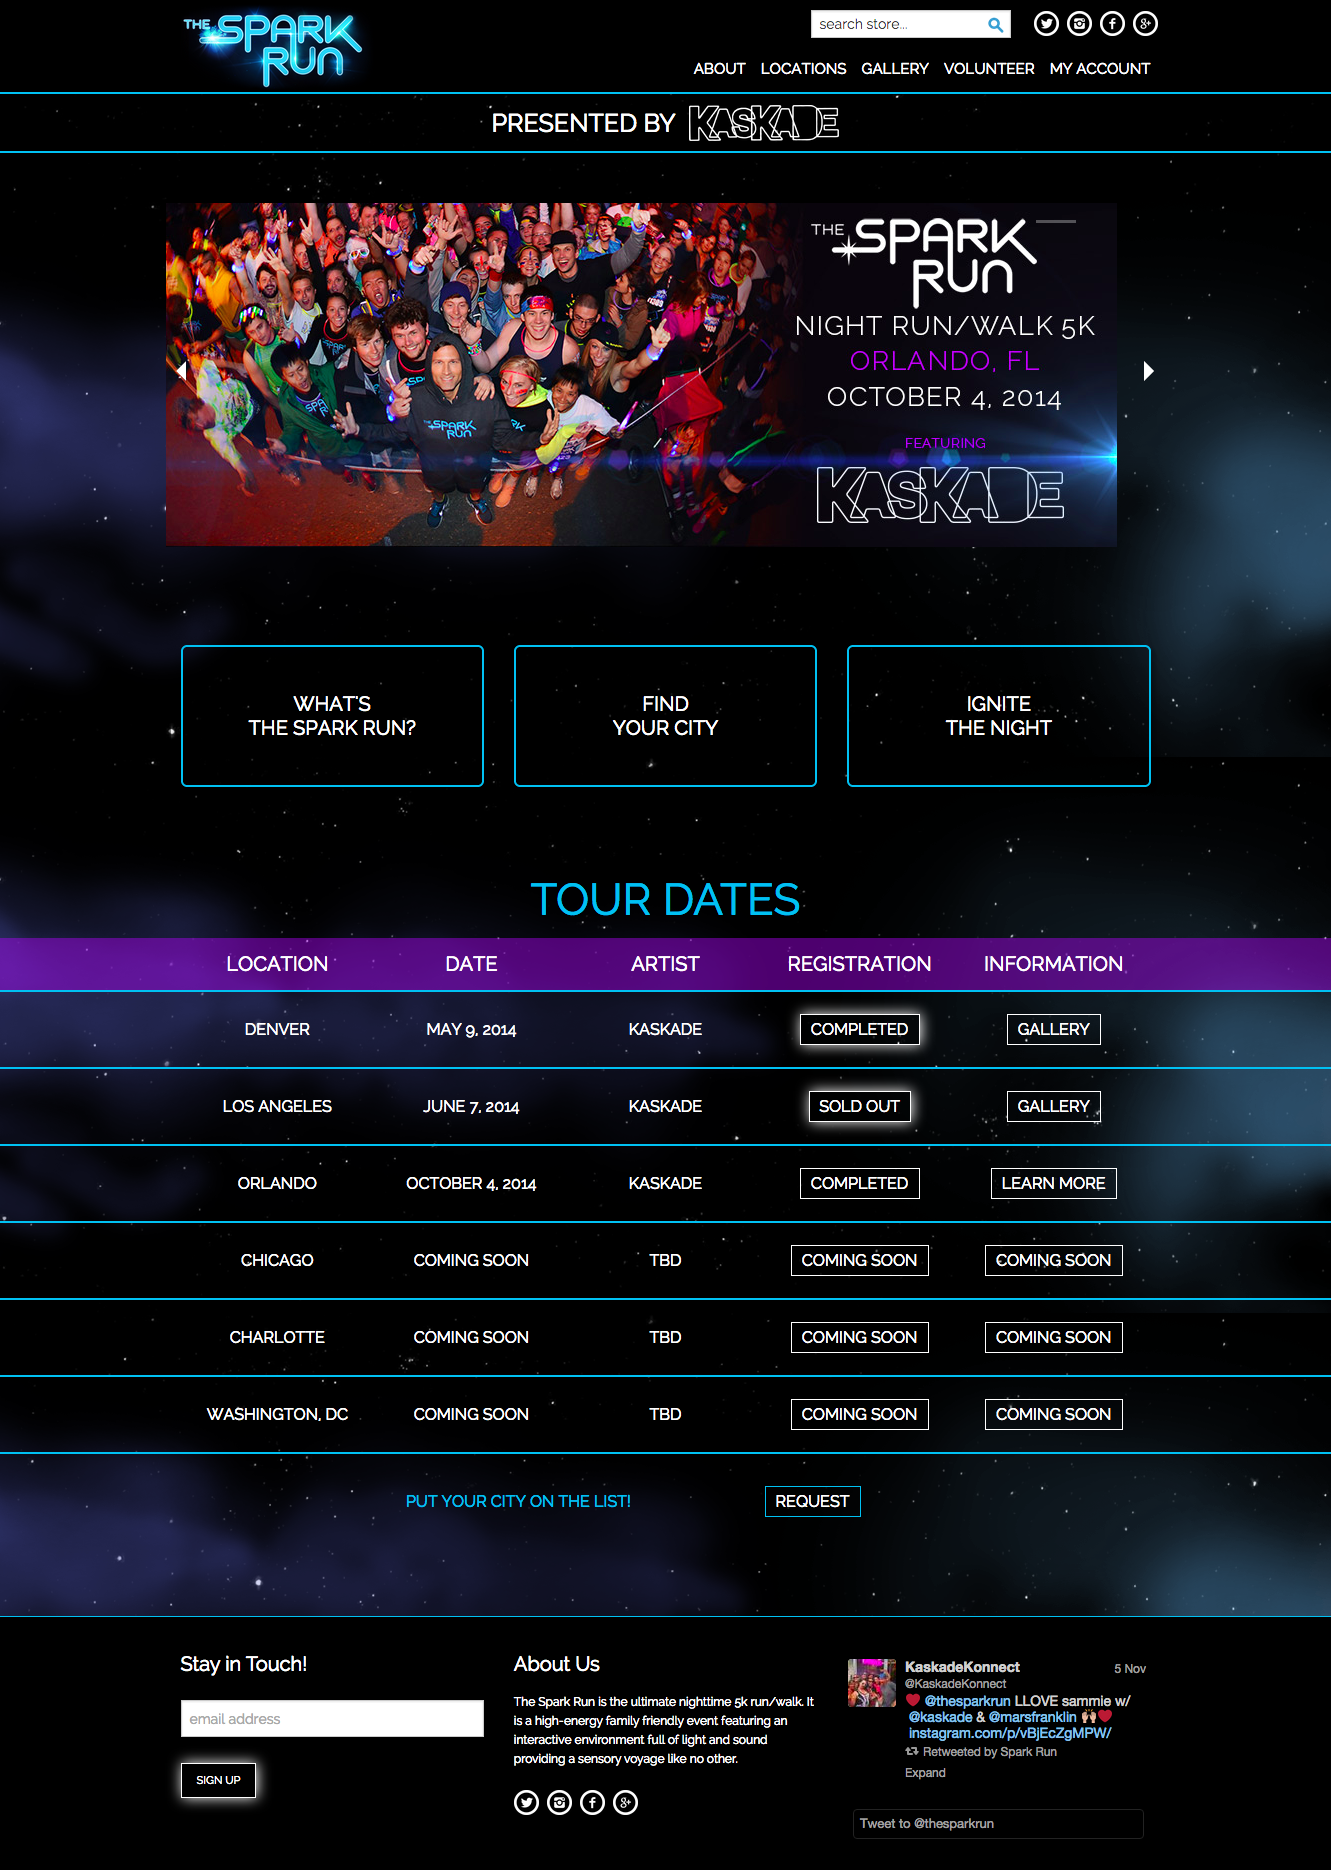 THE SPARK RUN
search store...
ABOUT LOCATIONS GALLERY VOLUNTEER MY ACCOUNT
PRESENTED BY KASKADE
THE SPARK RUN
NIGHT RUN/WALK 5K
ORLANDO, FL
OCTOBER 4, 2014
FEATURING
KASKADE
SPARK RUN
WHAT'S
THE SPARK RUN?
FIND
YOUR CITY
IGNITE
THE NIGHT
TOUR DATES
LOCATION DATE ARTIST REGISTRATION INFORMATION
DENVER MAY 9, 2014 KASKADE COMPLETED GALLERY
LOS ANGELES JUNE 7, 2014 KASKADE SOLD OUT GALLERY
ORLANDO OCTOBER 4, 2014 KASKADE COMPLETED LEARN MORE
CHICAGO COMING SOON TBD COMING SOON COMING SOON
CHARLOTTE COMING SOON TBD COMING SOON COMING SOON
WASHINGTON, DC COMING SOON TBD COMING SOON COMING SOON
PUT YOUR CITY ON THE LIST! REQUEST
Stay in Touch!
email address
SIGN UP
About Us
The Spark Run is the ultimate nighttime 5k run/walk. It
is a high-energy family friendly event featuring an
interactive environment full of light and sound
providing a sensory voyage like no other.
KaskadeKonnect 5 Nov
@KaskadeKonnect
❤️ @thesparkrun LLOVE sammie w/
@kaskade & @marsfranklin 🙌❤️
instagram.com/p/vBjEcZgMPW/
Retweeted by Spark Run
Expand
Tweet to @thesparkrun